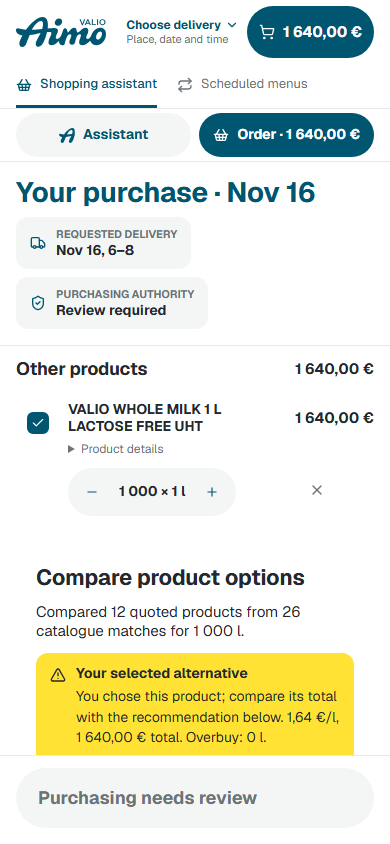 VALIO
Aimo
Choose delivery
Place, date and time
1 640,00 €
Shopping assistant
Scheduled menus
Assistant
Order · 1 640,00 €
Your purchase · Nov 16
REQUESTED DELIVERY
Nov 16, 6–8
PURCHASING AUTHORITY
Review required
Other products
1 640,00 €
VALIO WHOLE MILK 1 L
LACTOSE FREE UHT
1 640,00 €
Product details
− 1 000 × 1 l +
Compare product options
Compared 12 quoted products from 26
catalogue matches for 1 000 l.
Your selected alternative
You chose this product; compare its total
with the recommendation below. 1,64 €/l,
1 640,00 € total. Overbuy: 0 l.
Purchasing needs review